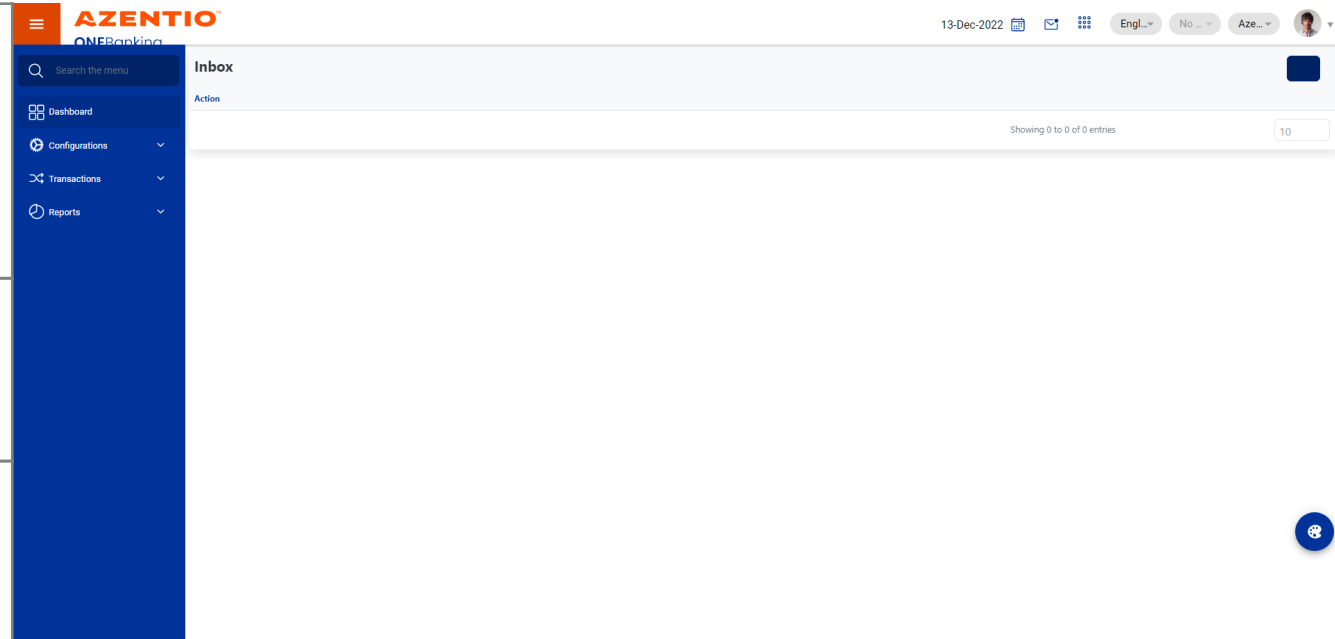 AZENTIO™
ONEBanking
13-Dec-2022
Engl...
No ...
Aze...
Search the menu
Inbox
Action
Dashboard
Showing 0 to 0 of 0 entries
10
Configurations
Transactions
Reports